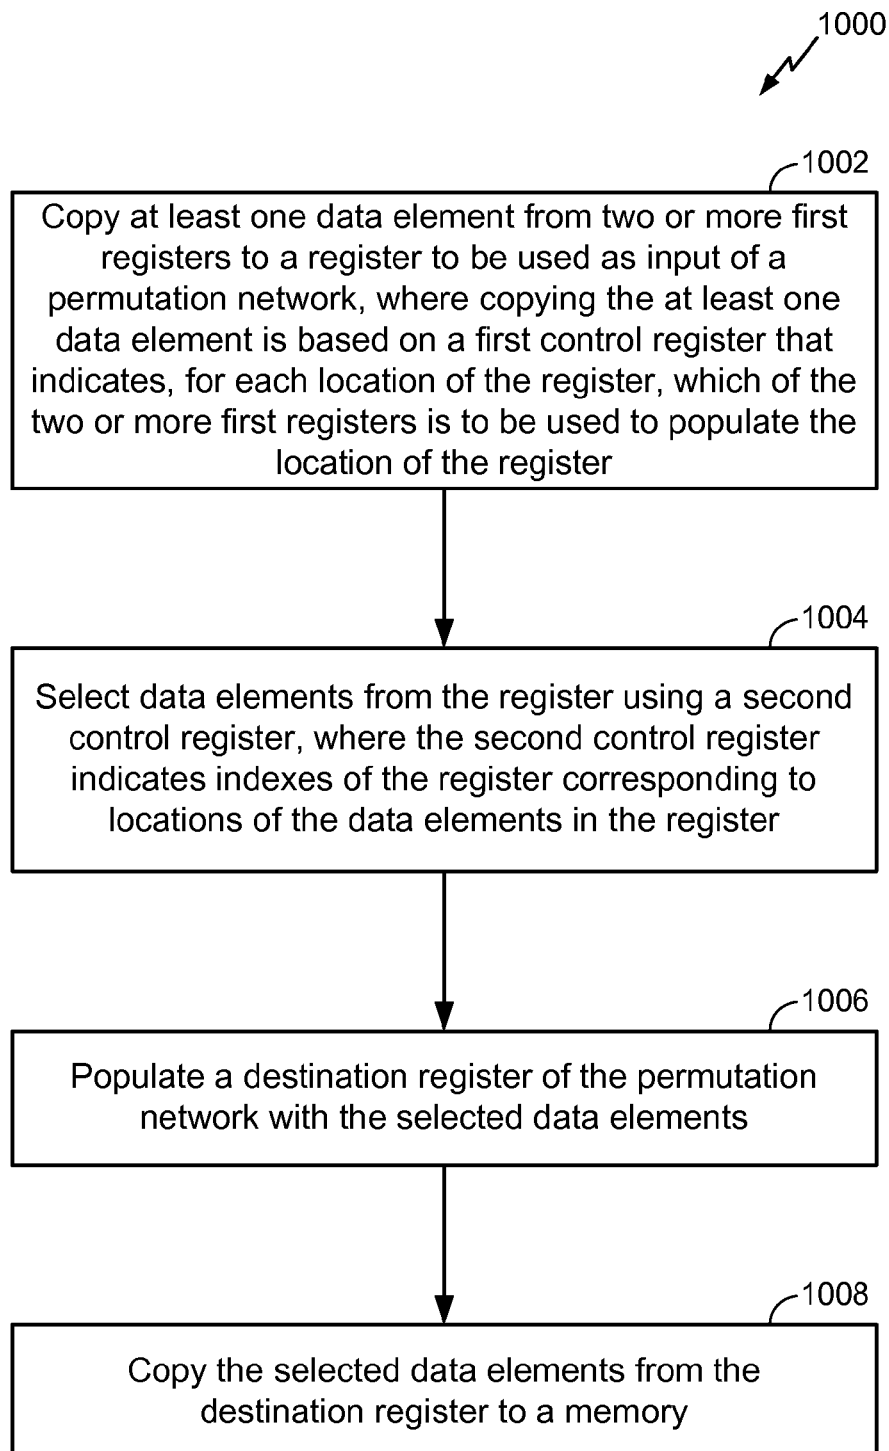 1000
1002
Copy at least one data element from two or more first
registers to a register to be used as input of a
permutation network, where copying the at least one
data element is based on a first control register that
indicates, for each location of the register, which of the
two or more first registers is to be used to populate the
location of the register
1004
Select data elements from the register using a second
control register, where the second control register
indicates indexes of the register corresponding to
locations of the data elements in the register
1006
Populate a destination register of the permutation
network with the selected data elements
1008
Copy the selected data elements from the
destination register to a memory